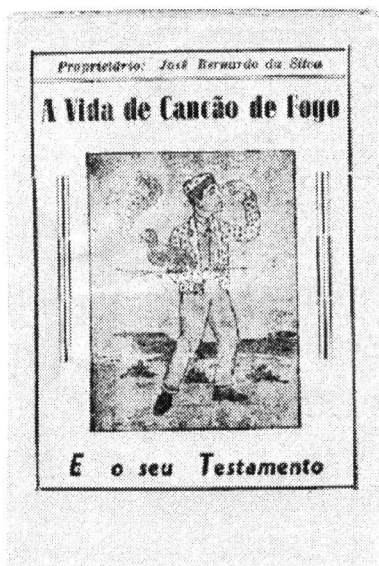 Proprietário: José Bernardo da Silva
A Vida de Cancão de Fogo
E o seu Testamento